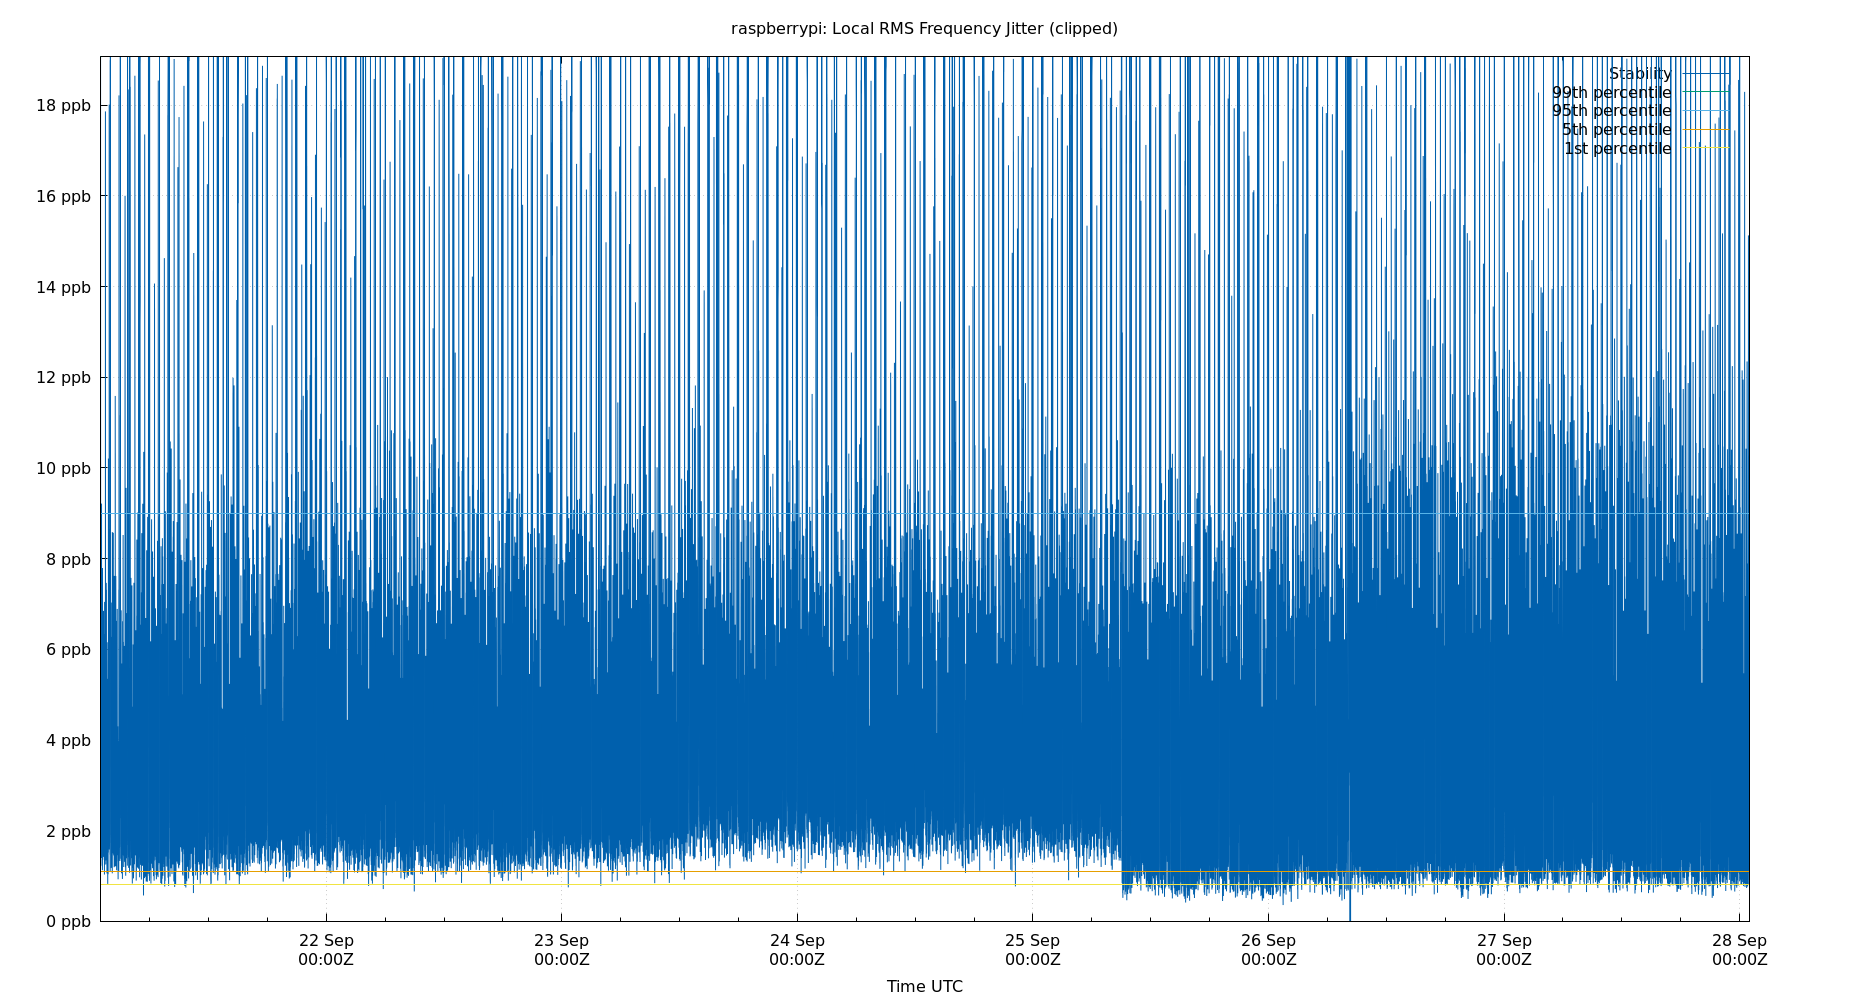 raspberrypi: Local RMS Frequency Jitter (clipped)
Stability
99th percentile
95th percentile
5th percentile
1st percentile
18 ppb
16 ppb
14 ppb
12 ppb
10 ppb
8 ppb
6 ppb
4 ppb
2 ppb
0 ppb
22 Sep 23 Sep 24 Sep 25 Sep 26 Sep 27 Sep 28 Sep
00:00Z 00:00Z 00:00Z 00:00Z 00:00Z 00:00Z 00:00Z
Time UTC